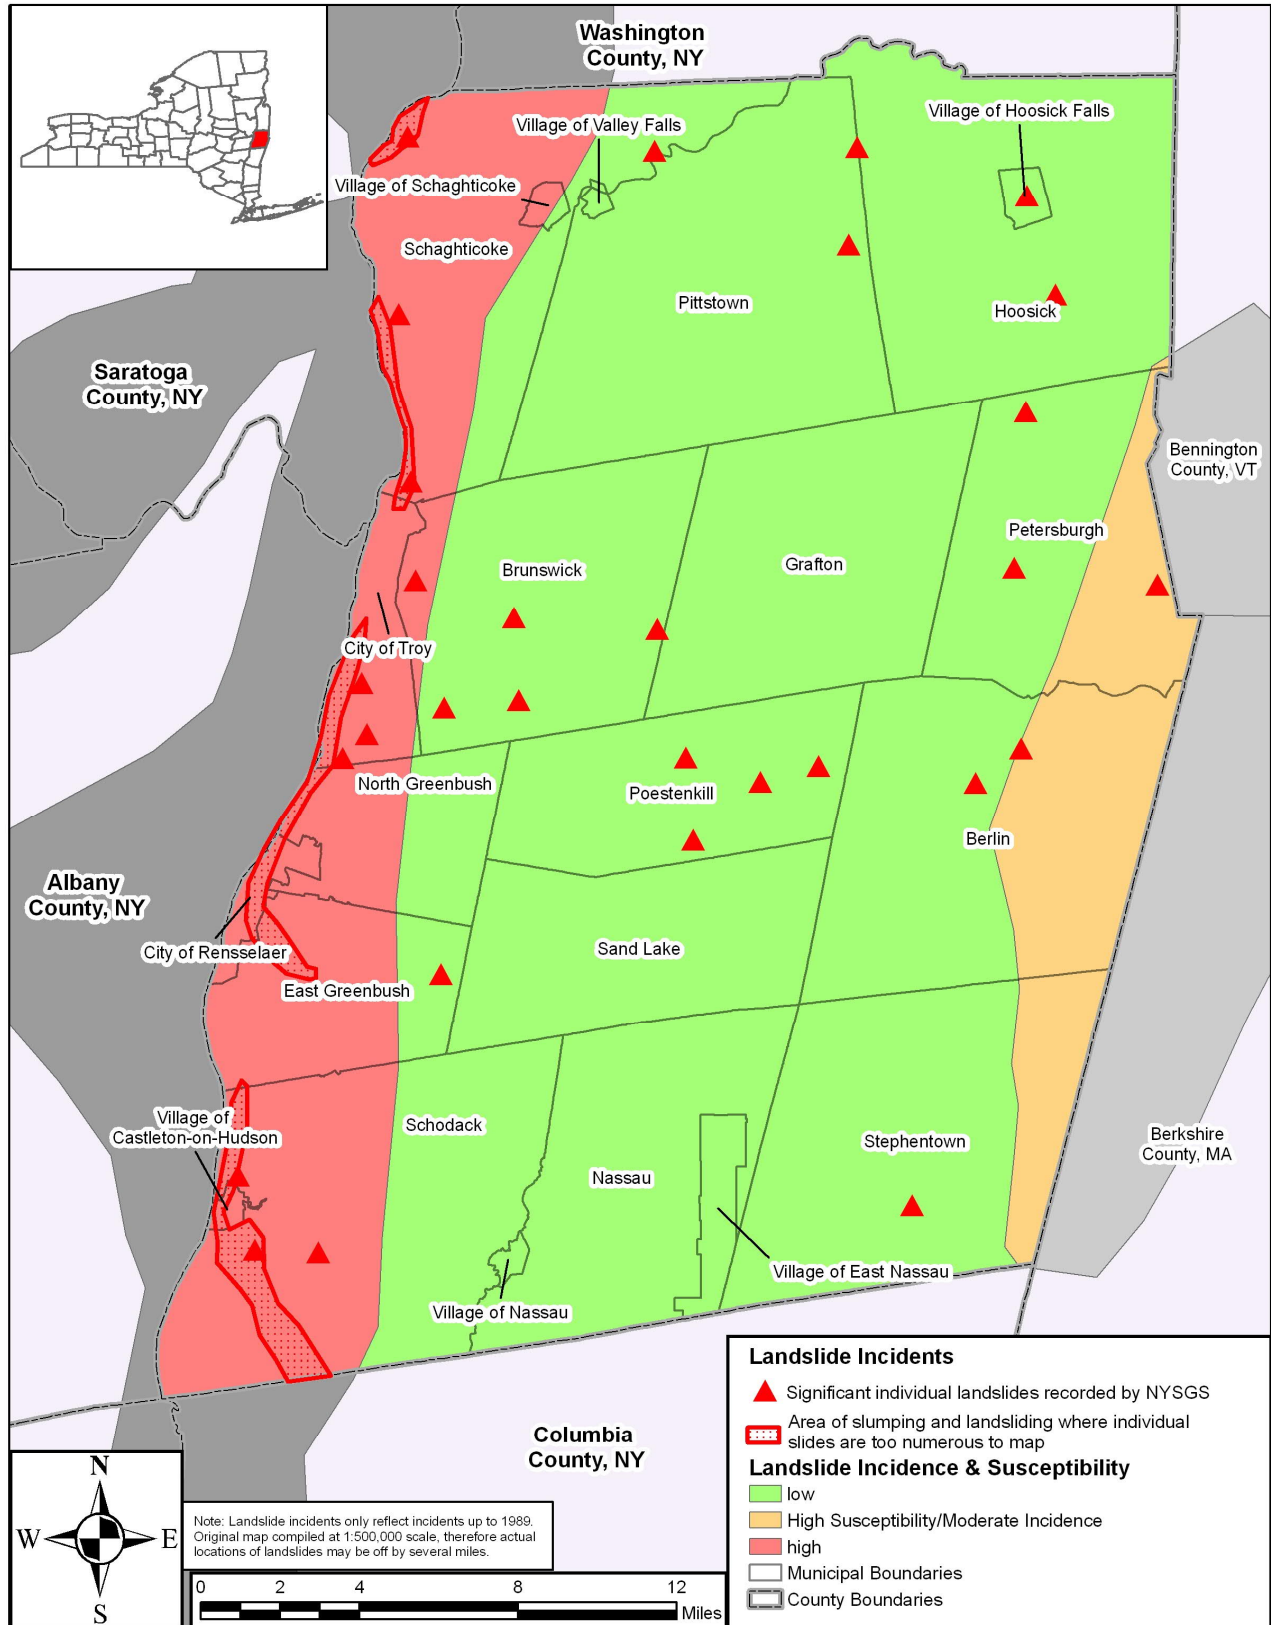 Washington
County, NY
Village of Hoosick Falls
Village of Valley Falls
Village of Schaghticoke
Schaghticoke
Pittstown
Hoosick
Saratoga
County, NY
Bennington
County, VT
Petersburgh
Grafton
Brunswick
City of Troy
North Greenbush
Poestenkill
Berlin
Albany
County, NY
City of Rensselaer
Sand Lake
East Greenbush
Village of
Castleton-on-Hudson
Schodack
Stephentown
Berkshire
County, MA
Nassau
Village of East Nassau
Village of Nassau
Columbia
County, NY
Landslide Incidents
Significant individual landslides recorded by NYSGS
Area of slumping and landsliding where individual
slides are too numerous to map
Landslide Incidence & Susceptibility
low
High Susceptibility/Moderate Incidence
high
Municipal Boundaries
County Boundaries
N
W
E
S
Note: Landslide incidents only reflect incidents up to 1989.
Original map compiled at 1:500,000 scale, therefore actual
locations of landslides may be off by several miles.
0 2 4 8 12
Miles